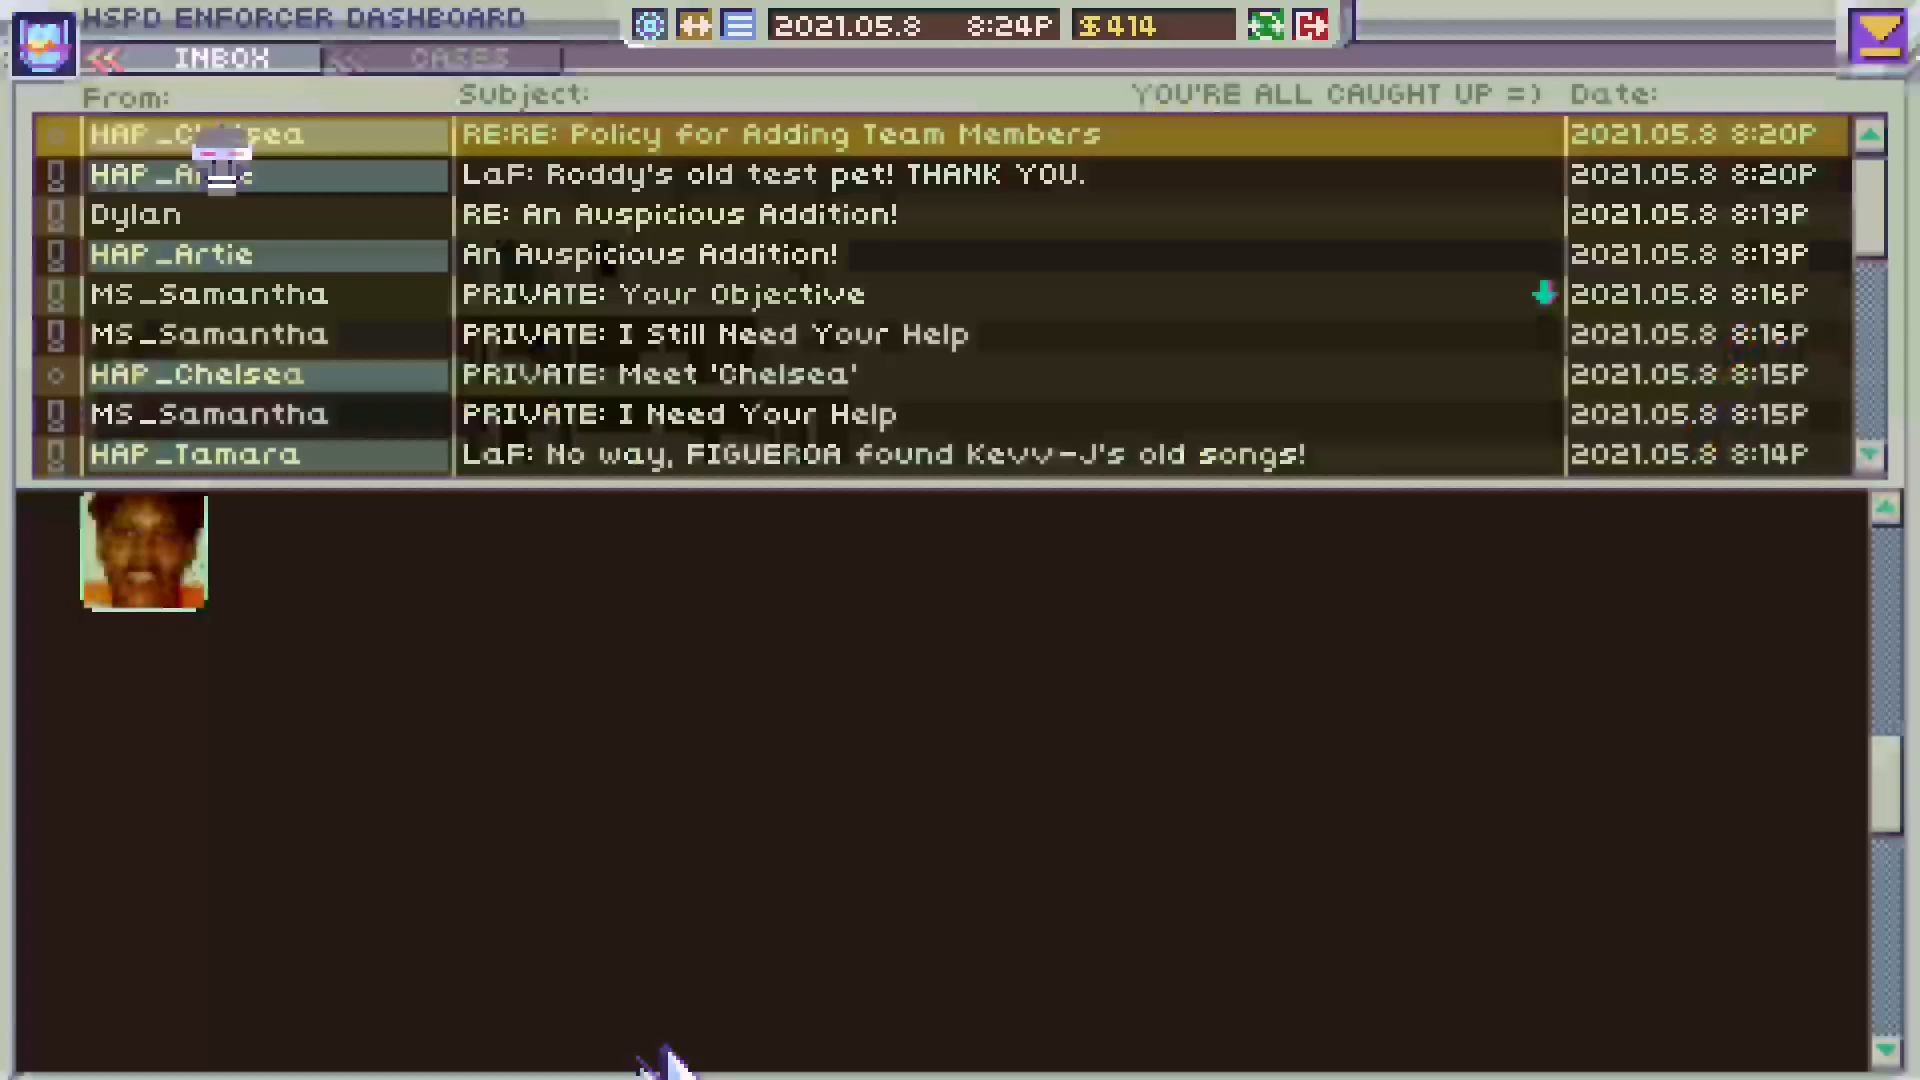 HSPD ENFORCER DASHBOARD
2021.05.8 8:24P
414
INBOX
CASES
From: Subject: YOU'RE ALL CAUGHT UP =) Date:
RE:RE: Policy for Adding Team Members 2021.05.8 8:20P
LaF: Roddy's old test pet! THANK YOU. 2021.05.8 8:20P
Dylan RE: An Auspicious Addition! 2021.05.8 8:19P
HAP_Artie An Auspicious Addition! 2021.05.8 8:19P
MS_Samantha PRIVATE: Your Objective 2021.05.8 8:16P
MS_Samantha PRIVATE: I Still Need Your Help 2021.05.8 8:16P
HAP_Chelsea PRIVATE: Meet 'Chelsea' 2021.05.8 8:15P
MS_Samantha PRIVATE: I Need Your Help 2021.05.8 8:15P
HAP_Tamara LaF: No way, FIGUEROA found Kevv-J's old songs! 2021.05.8 8:14P